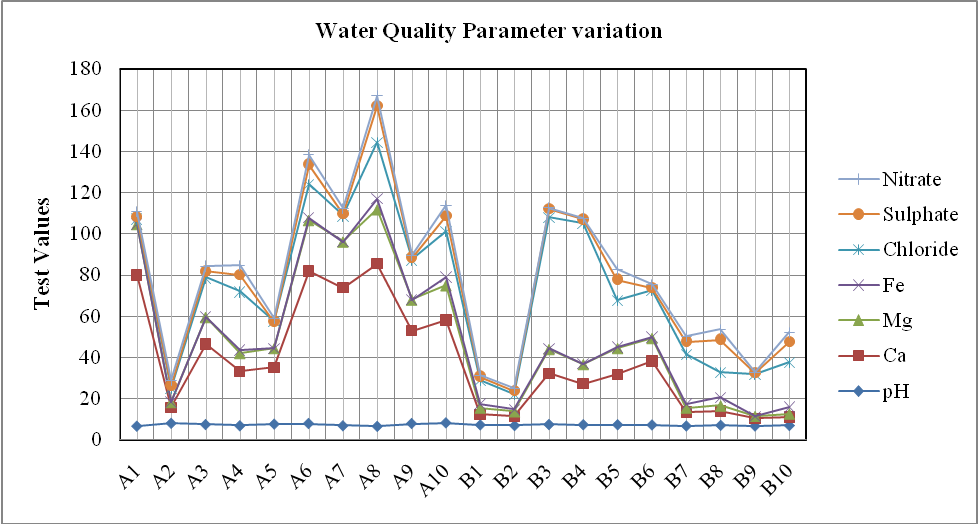 Water Quality Parameter variation
180
160
140
120
100
80
60
40
20
0
Test Values
A1 A2 A3 A4 A5 A6 A7 A8 A9 A10 B1 B2 B3 B4 B5 B6 B7 B8 B9 B10
Nitrate
Sulphate
Chloride
Fe
Mg
Ca
pH